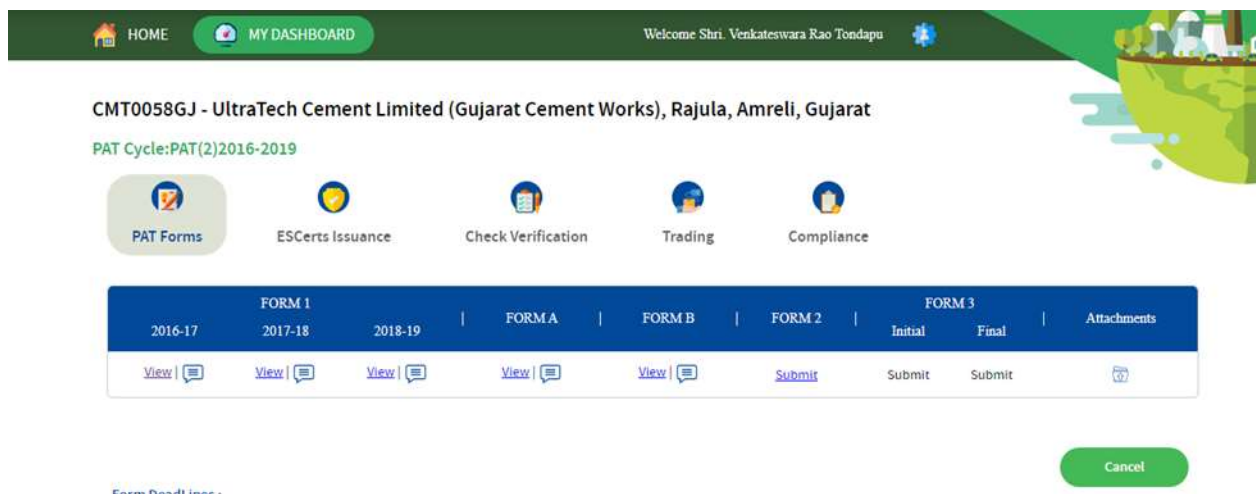 HOME MY DASHBOARD Welcome Shri. Venkateswara Rao Tondapu
CMT0058GJ - UltraTech Cement Limited (Gujarat Cement Works), Rajula, Amreli, Gujarat
PAT Cycle:PAT(2)2016-2019
PAT Forms ESCerts Issuance Check Verification Trading Compliance
FORM 1 | FORM A | FORM B | FORM 2 | FORM 3 | Attachments
2016-17 2017-18 2018-19 Initial Final
View | View | View | View | View | Submit Submit Submit
Cancel
Form DeadLines :